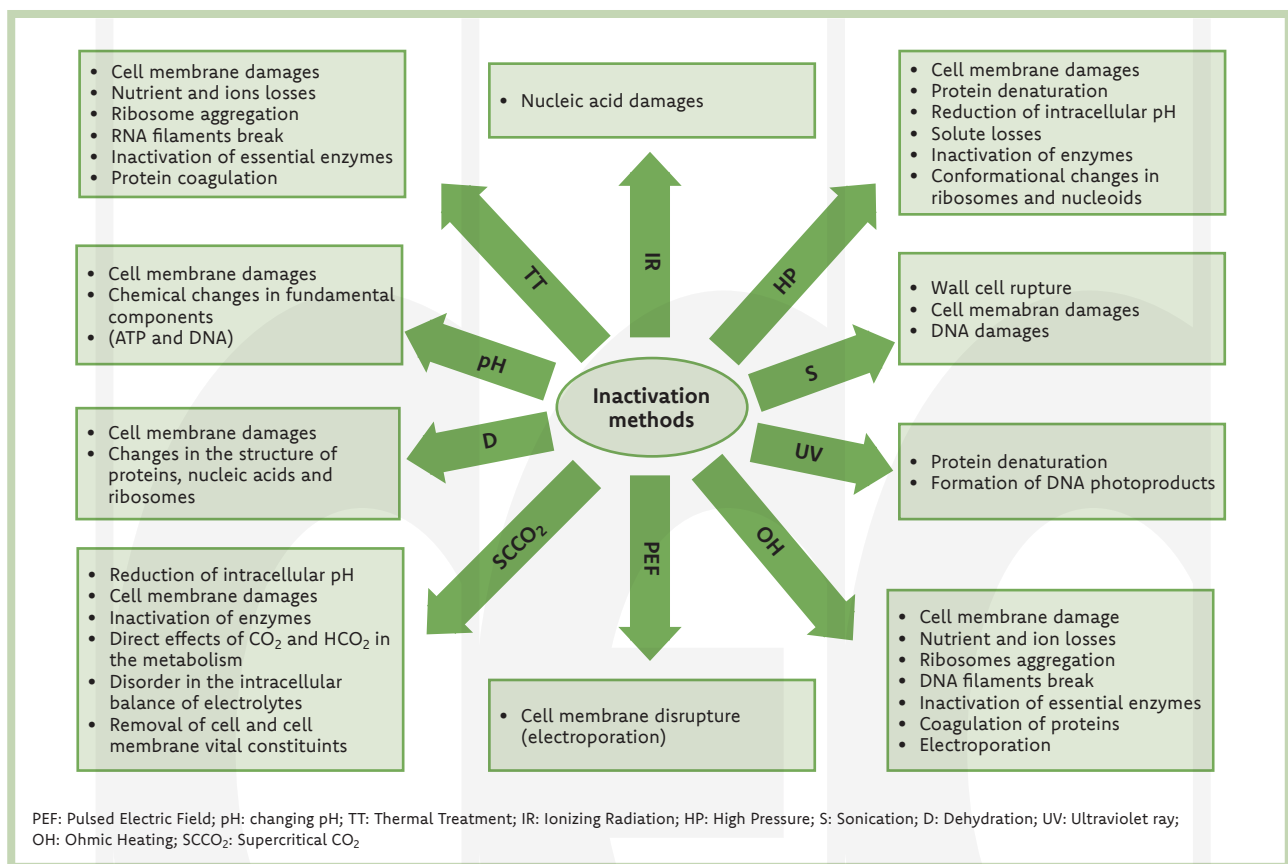 • Cell membrane damages
• Nutrient and ions losses
• Ribosome aggregation
• RNA filaments break
• Inactivation of essential enzymes
• Protein coagulation
• Nucleic acid damages
• Cell membrane damages
• Protein denaturation
• Reduction of intracellular pH
• Solute losses
• Inactivation of enzymes
• Conformational changes in
ribosomes and nucleoids
TT
IR
HP
• Cell membrane damages
• Chemical changes in fundamental
components
• (ATP and DNA)
pH
• Wall cell rupture
• Cell memabran damages
• DNA damages
S
Inactivation
methods
• Cell membrane damages
• Changes in the structure of
proteins, nucleic acids and
ribosomes
D
UV
• Protein denaturation
• Formation of DNA photoproducts
SCCO₂
PEF
OH
• Reduction of intracellular pH
• Cell membrane damages
• Inactivation of enzymes
• Direct effects of CO₂ and HCO₂ in
the metabolism
• Disorder in the intracellular
balance of electrolytes
• Removal of cell and cell
membrane vital constituints
• Cell membrane disrupture
(electroporation)
• Cell membrane damage
• Nutrient and ion losses
• Ribosomes aggregation
• DNA filaments break
• Inactivation of essential enzymes
• Coagulation of proteins
• Electroporation
PEF: Pulsed Electric Field; pH: changing pH; TT: Thermal Treatment; IR: Ionizing Radiation; HP: High Pressure; S: Sonication; D: Dehydration; UV: Ultraviolet ray;
OH: Ohmic Heating; SCCO₂: Supercritical CO₂